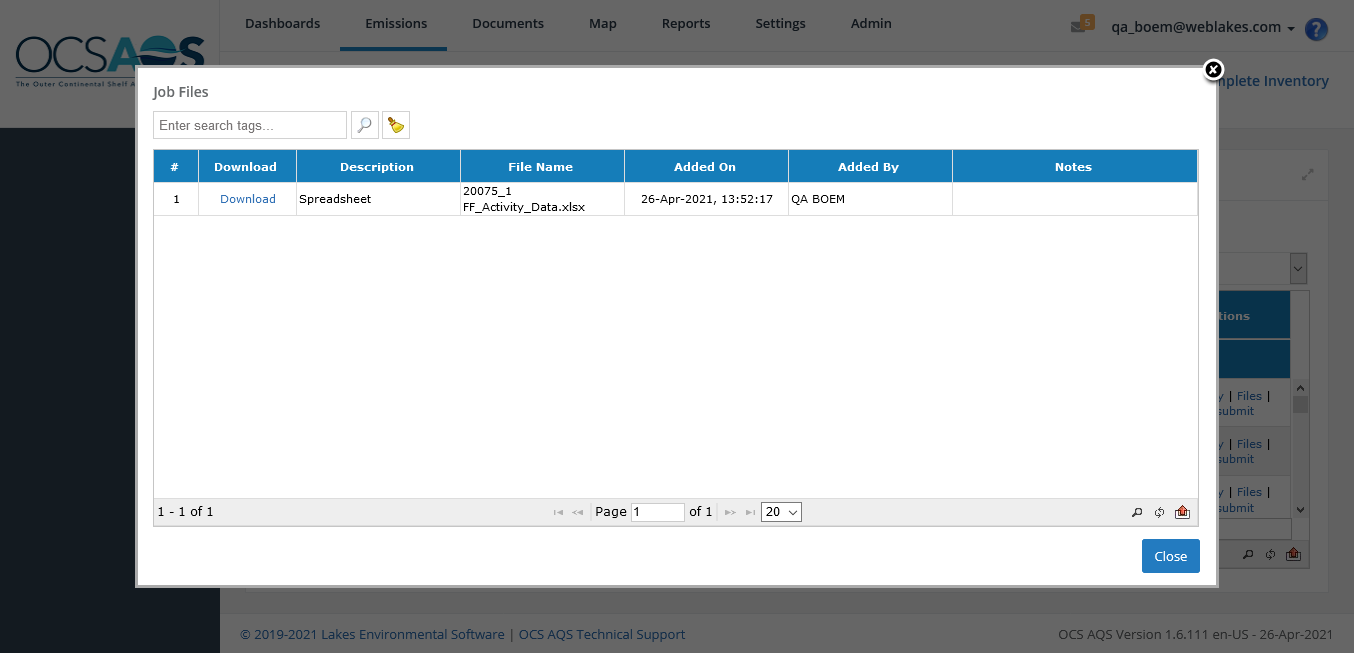 Dashboards
Emissions
Documents
Map
Reports
Settings
Admin
5
qa_boem@weblakes.com
?
OCSAQS
The Outer Continental Shelf A
mplete Inventory
Job Files
Enter search tags...
# Download Description File Name Added On Added By Notes
1 Download Spreadsheet 20075_1
FF_Activity_Data.xlsx 26-Apr-2021, 13:52:17 QA BOEM
tions
y | Files |
submit
y | Files |
submit
y | Files |
submit
1 - 1 of 1
Page 1 of 1
20
Close
© 2019-2021 Lakes Environmental Software | OCS AQS Technical Support
OCS AQS Version 1.6.111 en-US - 26-Apr-2021